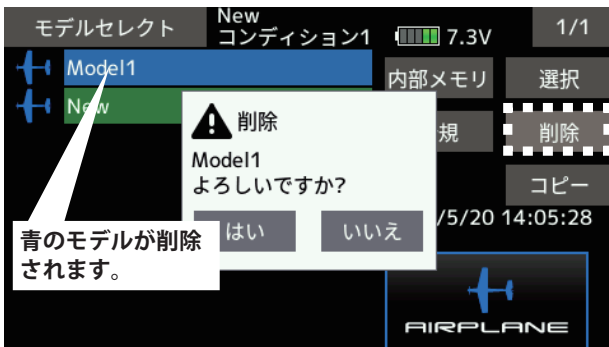 モデルセレクト
New
コンディション1
7.3V
1/1
Model1
内部メモリ
選択
New
規
削除
削除
Model1
よろしいですか?
はい
いいえ
コピー
/5/20 14:05:28
青のモデルが削除
されます。
AIRPLANE